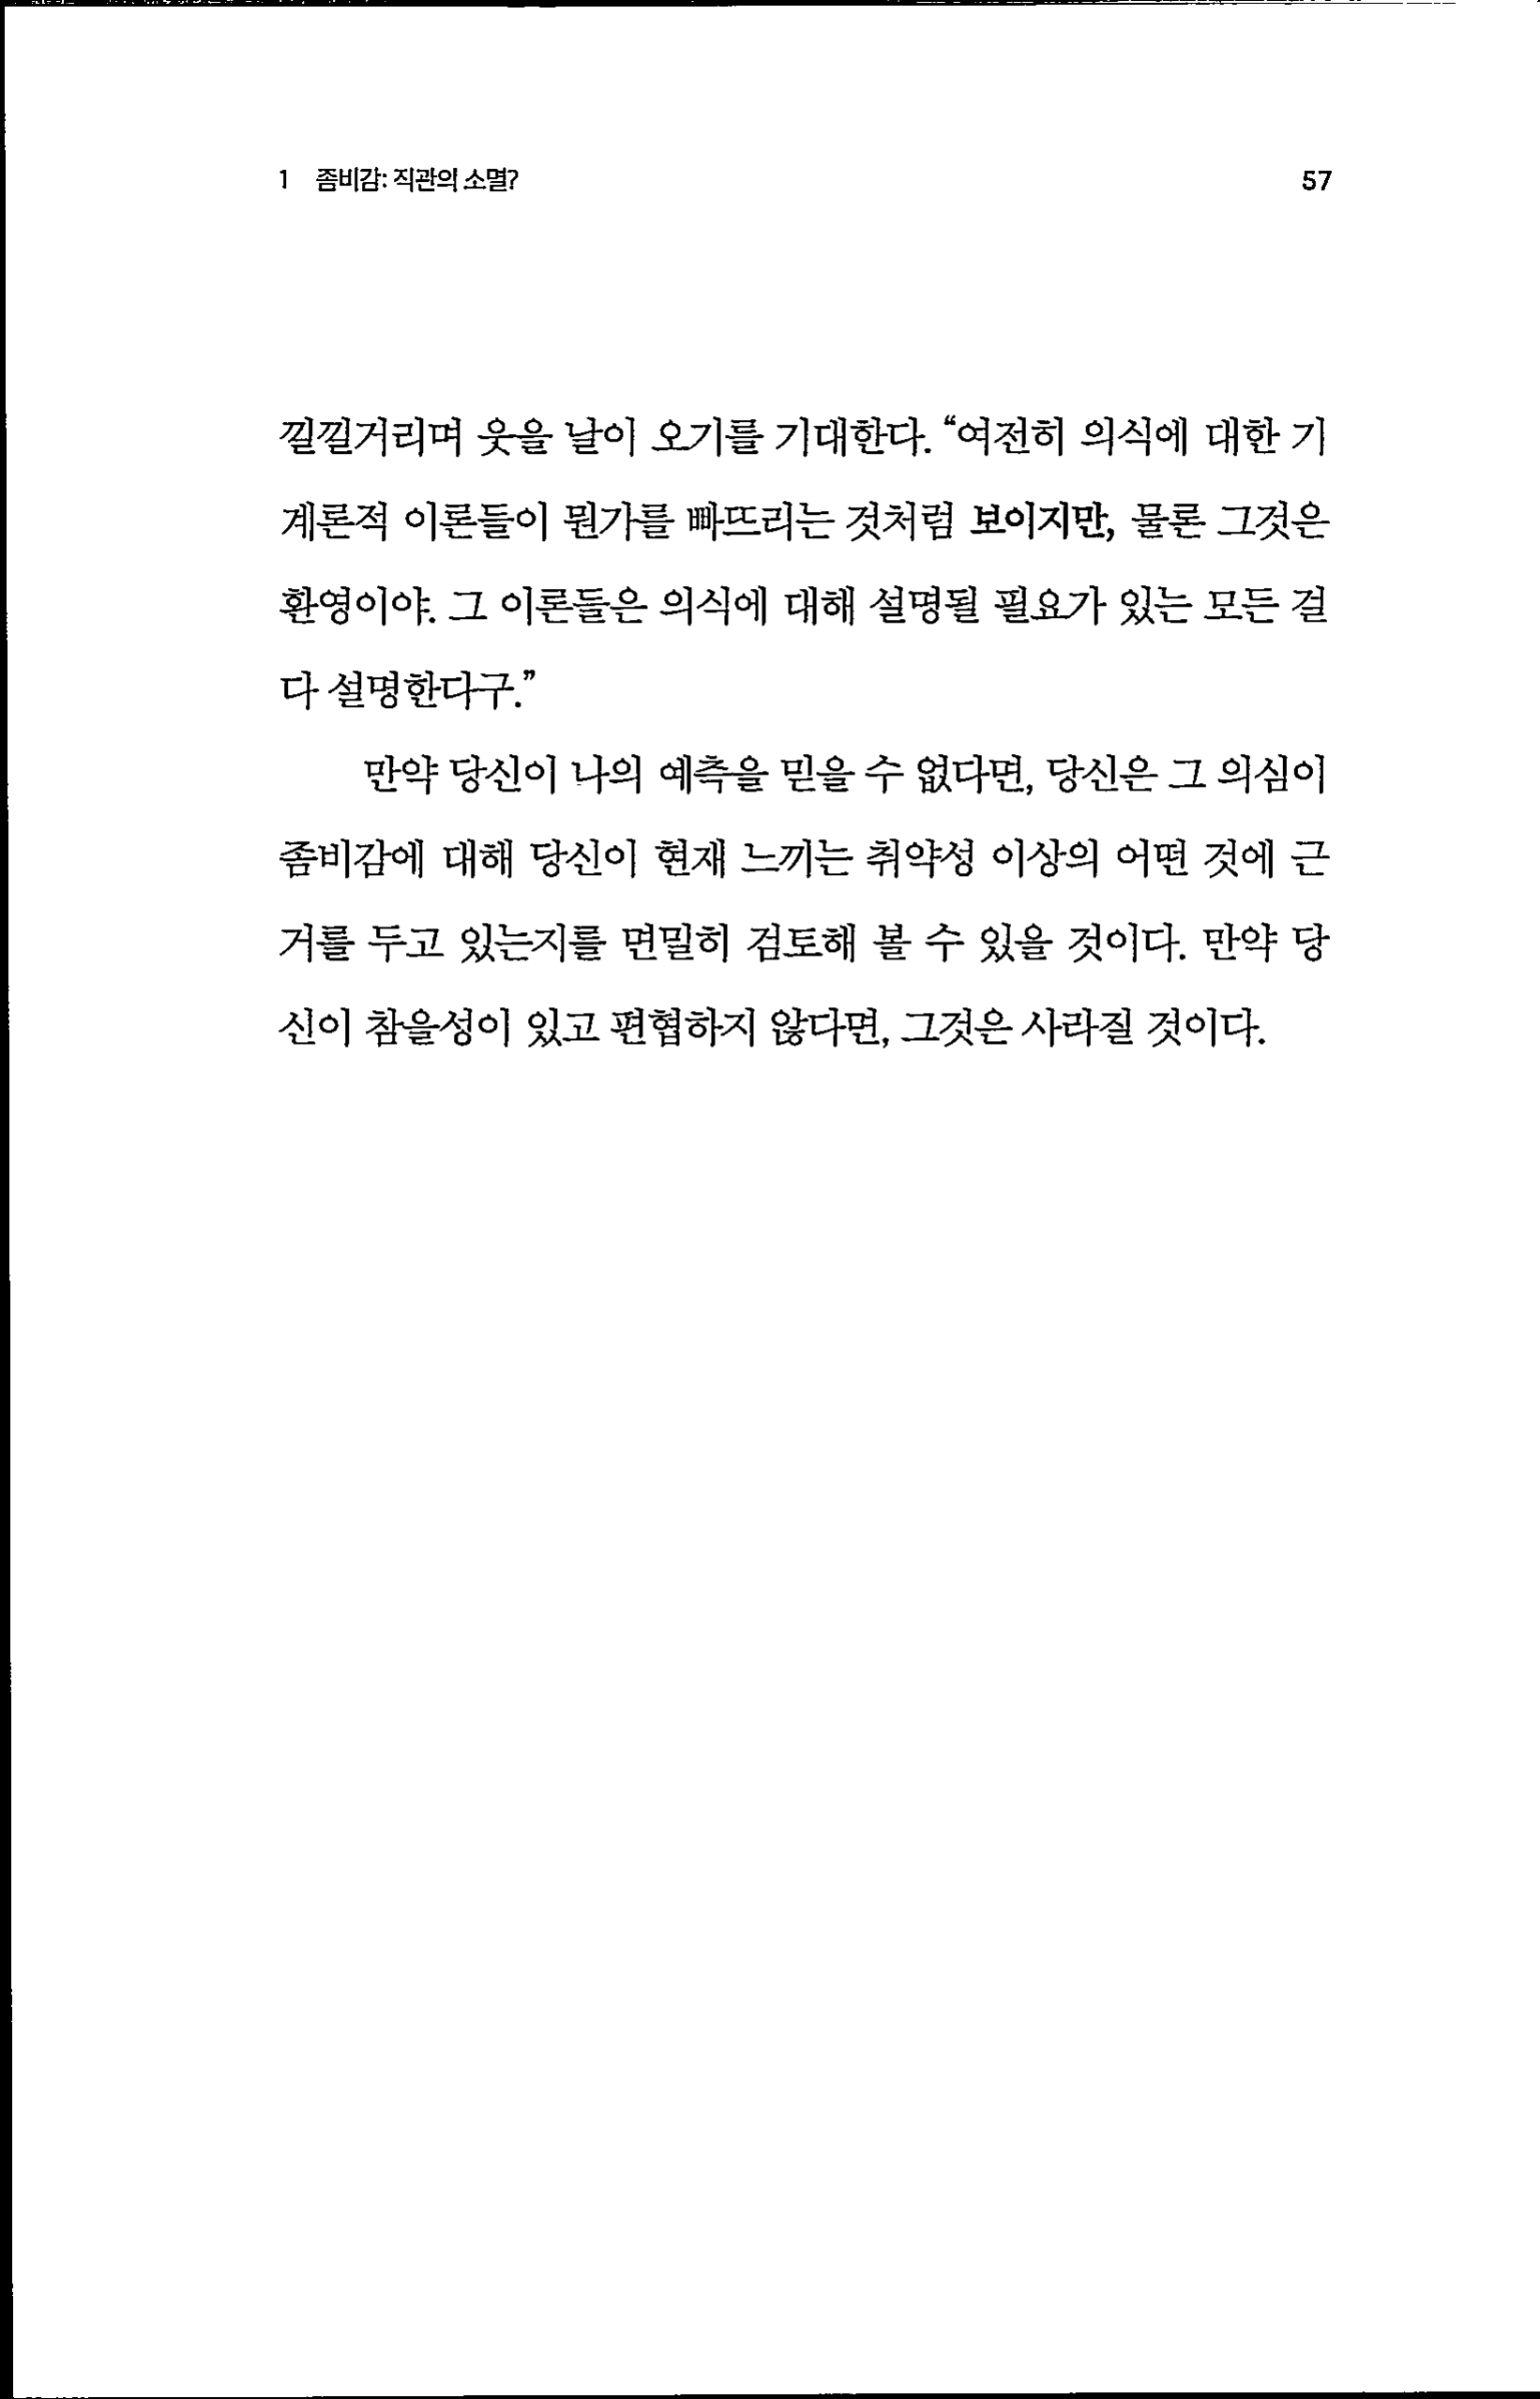 1 좀비감: 직관의 소멸? 57
낄낄거리며 웃을 날이 오기를 기대한다. “여전히 의식에 대한 기
계론적 이론들이 뭔가를 빠뜨리는 것처럼 보이지만, 물론 그것은
환영이야. 그 이론들은 의식에 대해 설명될 필요가 있는 모든 걸
다 설명한다구.”
만약 당신이 나의 예측을 믿을 수 없다면, 당신은 그 의심이
좀비감에 대해 당신이 현재 느끼는 취약성 이상의 어떤 것에 근
거를 두고 있는지를 면밀히 검토해 볼 수 있을 것이다. 만약 당
신이 참을성이 있고 편협하지 않다면, 그것은 사라질 것이다.